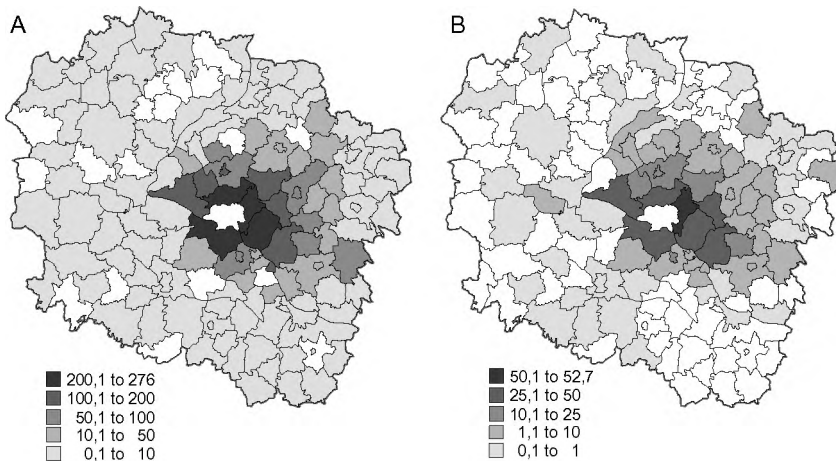 A
200,1 to 276
100,1 to 200
50,1 to 100
10,1 to 50
0,1 to 10
B
50,1 to 52,7
25,1 to 50
10,1 to 25
1,1 to 10
0,1 to 1